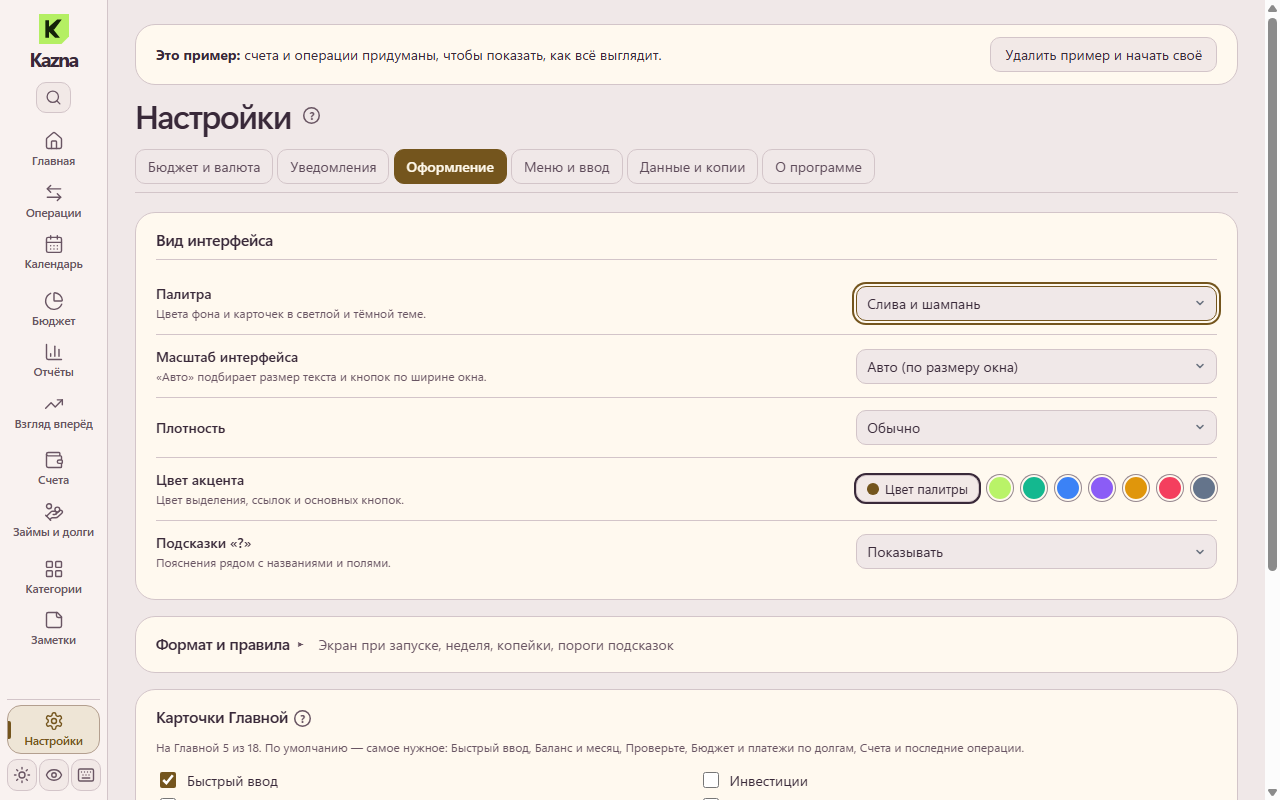 Kazna
Главная
Операции
Календарь
Бюджет
Отчёты
Взгляд вперёд
Счета
Займы и долги
Категории
Заметки
Настройки
Это пример: счета и операции придуманы, чтобы показать, как всё выглядит.
Удалить пример и начать своё
Настройки ?
Бюджет и валюта
Уведомления
Оформление
Меню и ввод
Данные и копии
О программе
Вид интерфейса
Палитра
Цвета фона и карточек в светлой и тёмной теме.
Слива и шампань
Масштаб интерфейса
«Авто» подбирает размер текста и кнопок по ширине окна.
Авто (по размеру окна)
Плотность
Обычно
Цвет акцента
Цвет выделения, ссылок и основных кнопок.
Цвет палитры
Подсказки «?»
Пояснения рядом с названиями и полями.
Показывать
Формат и правила
Экран при запуске, неделя, копейки, пороги подсказок
Карточки Главной ?
На Главной 5 из 18. По умолчанию — самое нужное: Быстрый ввод, Баланс и месяц, Проверьте, Бюджет и платежи по долгам, Счета и последние операции.
Быстрый ввод
Инвестиции